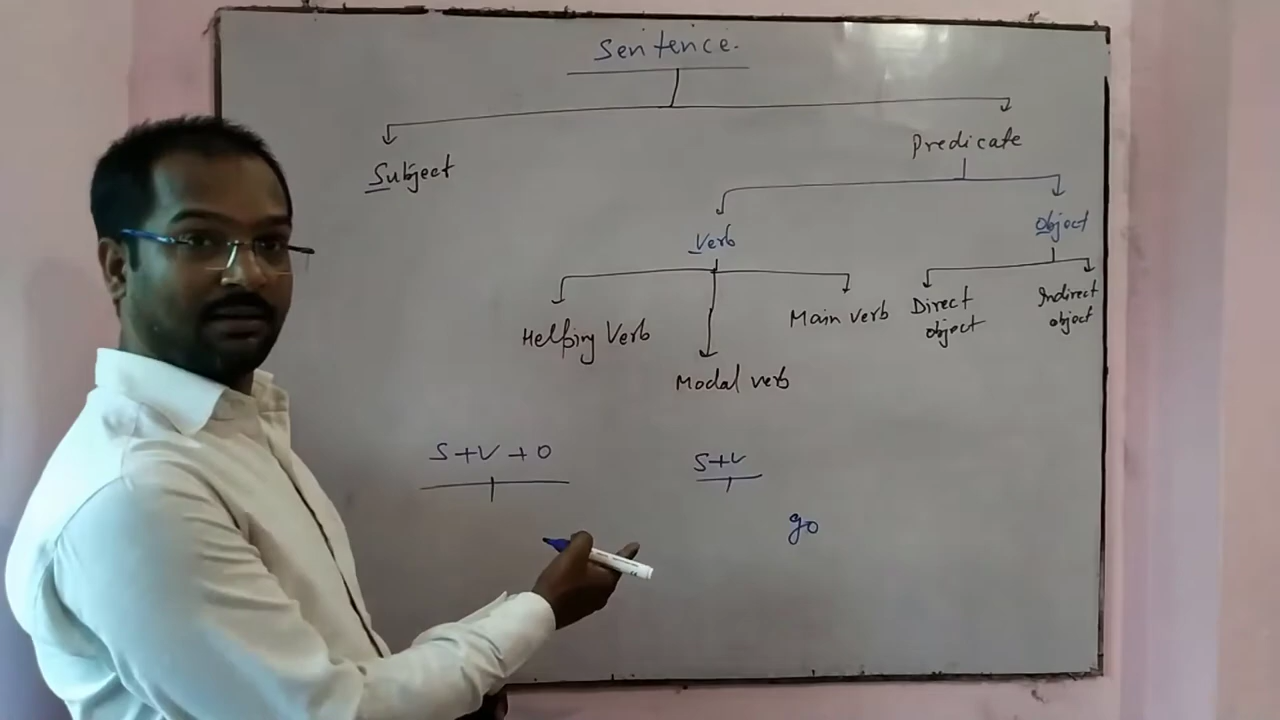 Sentence.
Subject
Predicate
Verb
Object
Helping Verb
Modal verb
Main verb
Direct
object
Indirect
object
S+V+O
S+V
go